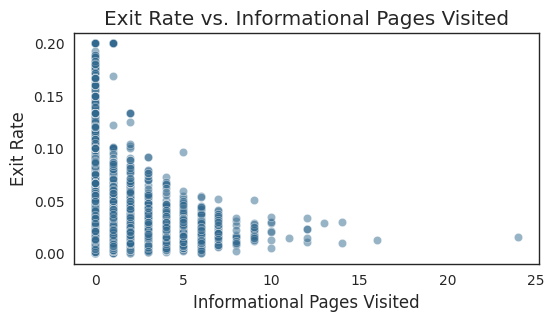 Exit Rate vs. Informational Pages Visited
0.20
0.15
0.10
0.05
0.00
Exit Rate
0 5 10 15 20 25
Informational Pages Visited